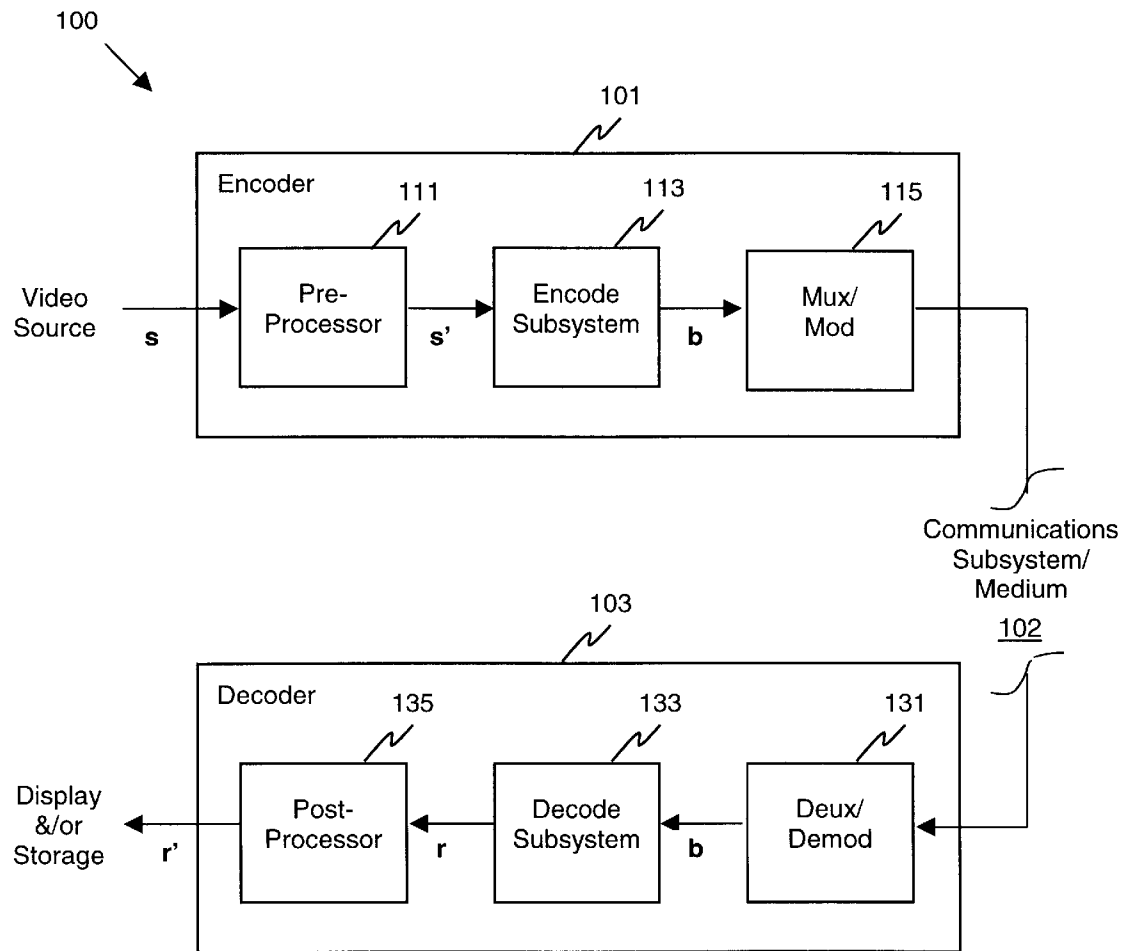 100
101
Encoder
111
113
115
Video
Source
s
Pre-
Processor
s’
Encode
Subsystem
b
Mux/
Mod
Communications
Subsystem/
Medium
102
103
Decoder
135
133
131
Display
&/or
Storage
r’
Post-
Processor
r
Decode
Subsystem
b
Deux/
Demod